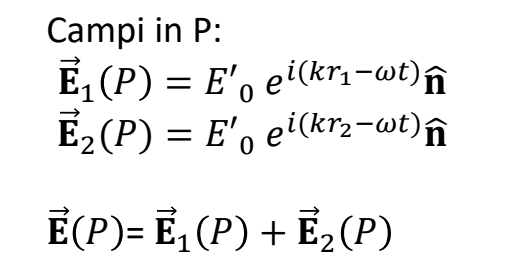 Campi in P:
E⃗₁(P) = E′₀ e^{i(kr₁−ωt)} n̂
E⃗₂(P) = E′₀ e^{i(kr₂−ωt)} n̂
E⃗(P)= E⃗₁(P) + E⃗₂(P)